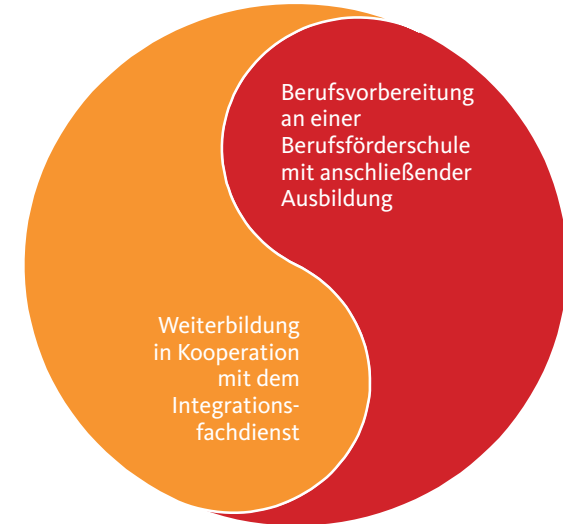 Berufsvorbereitung
an einer
Berufsförderschule
mit anschließender
Ausbildung
Weiterbildung
in Kooperation
mit dem
Integrations-
fachdienst